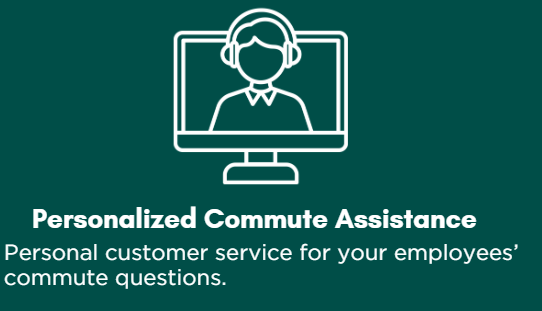 Personalized Commute Assistance
Personal customer service for your employees’
commute questions.